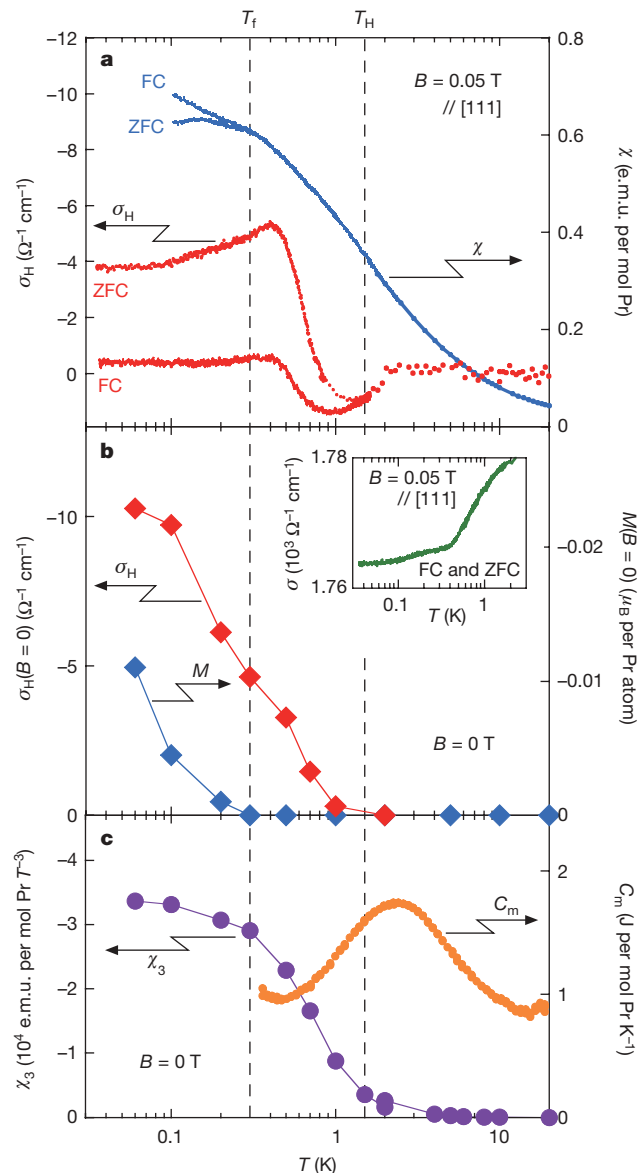 T_f T_H
a
−12
−10
−8
−6
−4
−2
0
σ_H (Ω⁻¹ cm⁻¹)
FC
ZFC
σ_H
ZFC
FC
B = 0.05 T
// [111]
χ
0.8
0.6
0.4
0.2
0
χ (e.m.u. per mol Pr)
b
−10
−5
0
σ_H(B = 0) (Ω⁻¹ cm⁻¹)
σ_H
M
1.78
1.76
σ (10³ Ω⁻¹ cm⁻¹)
B = 0.05 T
// [111]
FC and ZFC
0.1 1
T (K)
B = 0 T
−0.02
−0.01
0
M(B = 0) (μ_B per Pr atom)
c
−4
−3
−2
−1
0
χ₃ (10⁴ e.m.u. per mol Pr T⁻³)
χ₃
B = 0 T
C_m
2
1
0
C_m (J per mol Pr K⁻¹)
0.1 1 10
T (K)